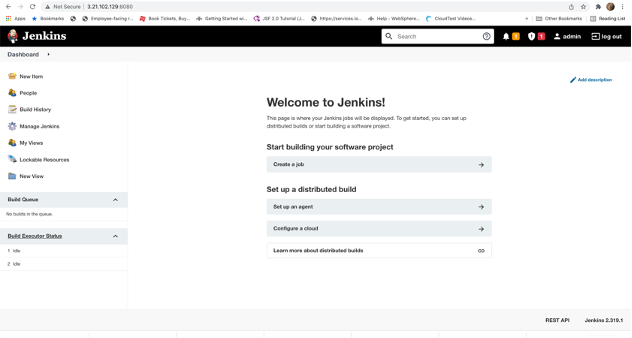 Not Secure | 3.21.102.129:8080
Apps
Bookmarks
Employee-facing r...
Book Tickets, Buy...
Getting Started wi...
JSF 2.0 Tutorial (J...
https://services.io...
Help - WebSphere...
CloudTest Videos...
»
Other Bookmarks
Reading List
Jenkins
Search
1
1
admin
log out
Dashboard
New Item
People
Build History
Manage Jenkins
My Views
Lockable Resources
New View
Build Queue
No builds in the queue.
Build Executor Status
1 Idle
2 Idle
Add description
Welcome to Jenkins!
This page is where your Jenkins jobs will be displayed. To get started, you can set up
distributed builds or start building a software project.
Start building your software project
Create a job
Set up a distributed build
Set up an agent
Configure a cloud
Learn more about distributed builds
REST API
Jenkins 2.319.1